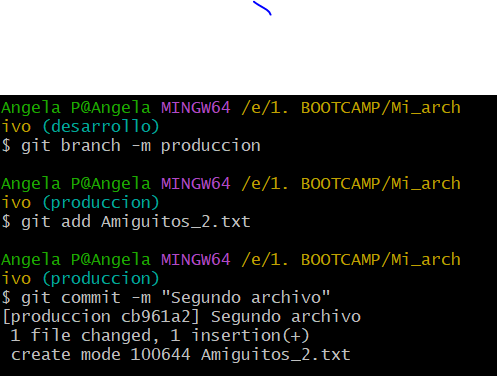 Angela P@Angela MINGW64 /e/1. BOOTCAMP/Mi_arch
ivo (desarrollo)
$ git branch -m produccion
Angela P@Angela MINGW64 /e/1. BOOTCAMP/Mi_arch
ivo (produccion)
$ git add Amiguitos_2.txt
Angela P@Angela MINGW64 /e/1. BOOTCAMP/Mi_arch
ivo (produccion)
$ git commit -m "Segundo archivo"
[produccion cb961a2] Segundo archivo
 1 file changed, 1 insertion(+)
 create mode 100644 Amiguitos_2.txt